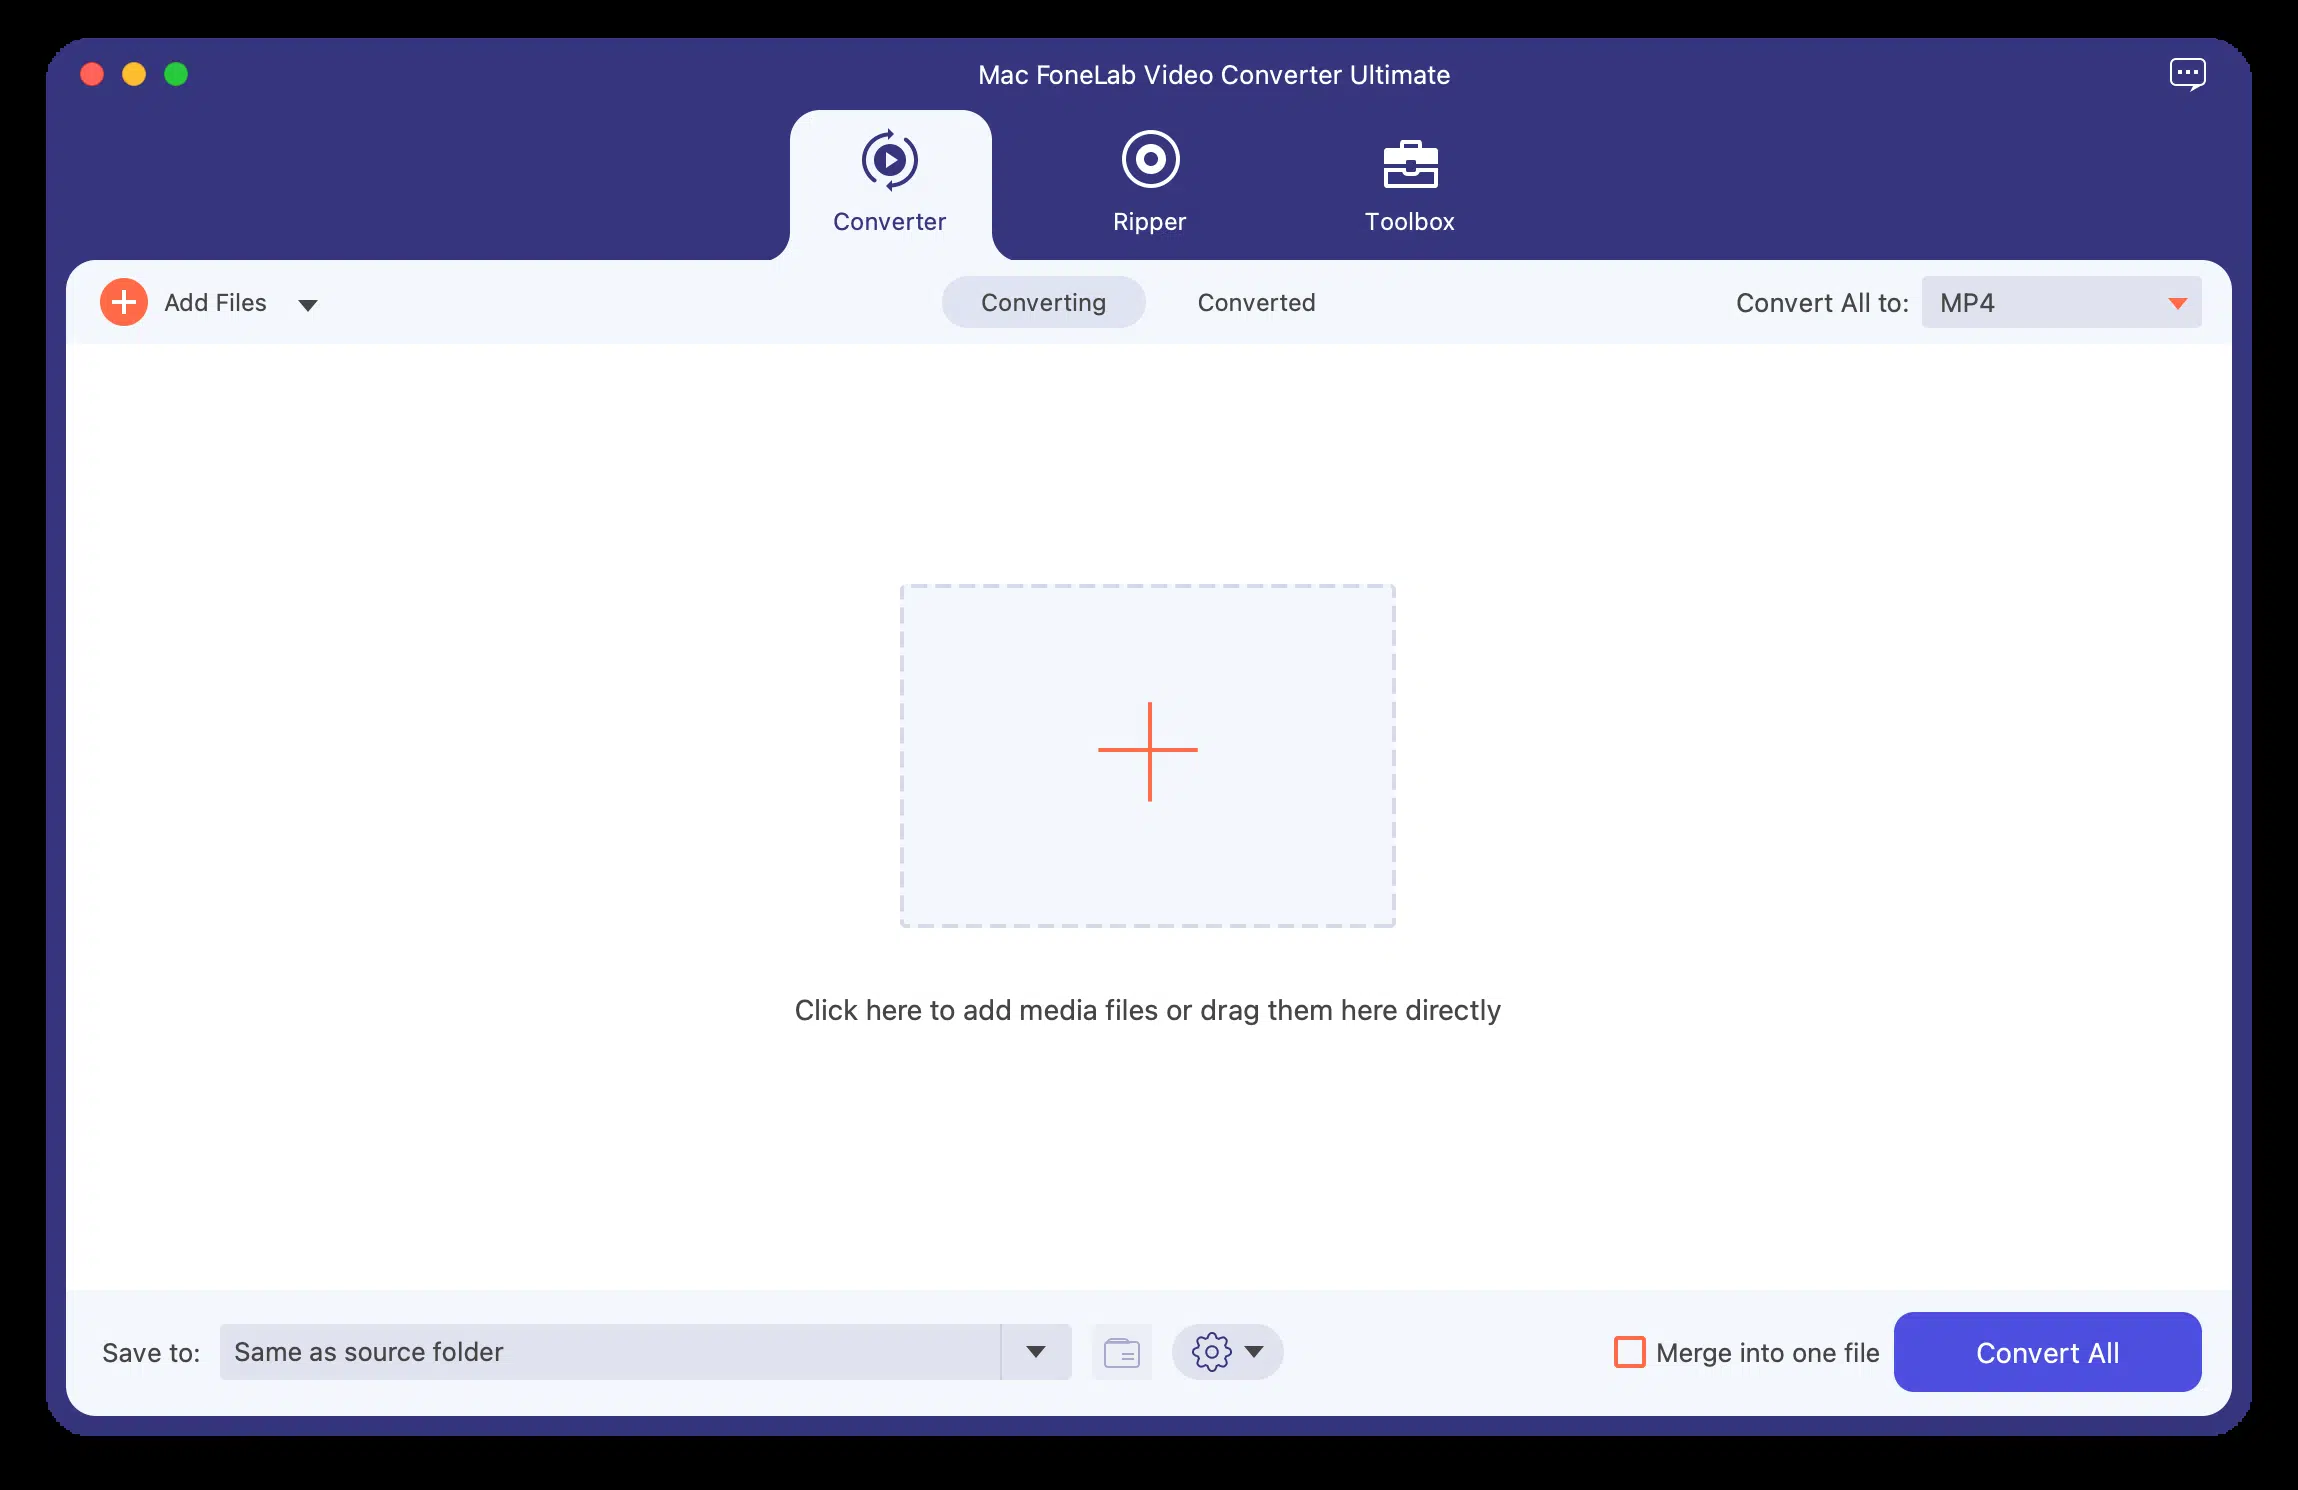 Mac FoneLab Video Converter Ultimate
Converter
Ripper
Toolbox
Add Files
Converting
Converted
Convert All to:
MP4
Click here to add media files or drag them here directly
Save to:
Same as source folder
Merge into one file
Convert All